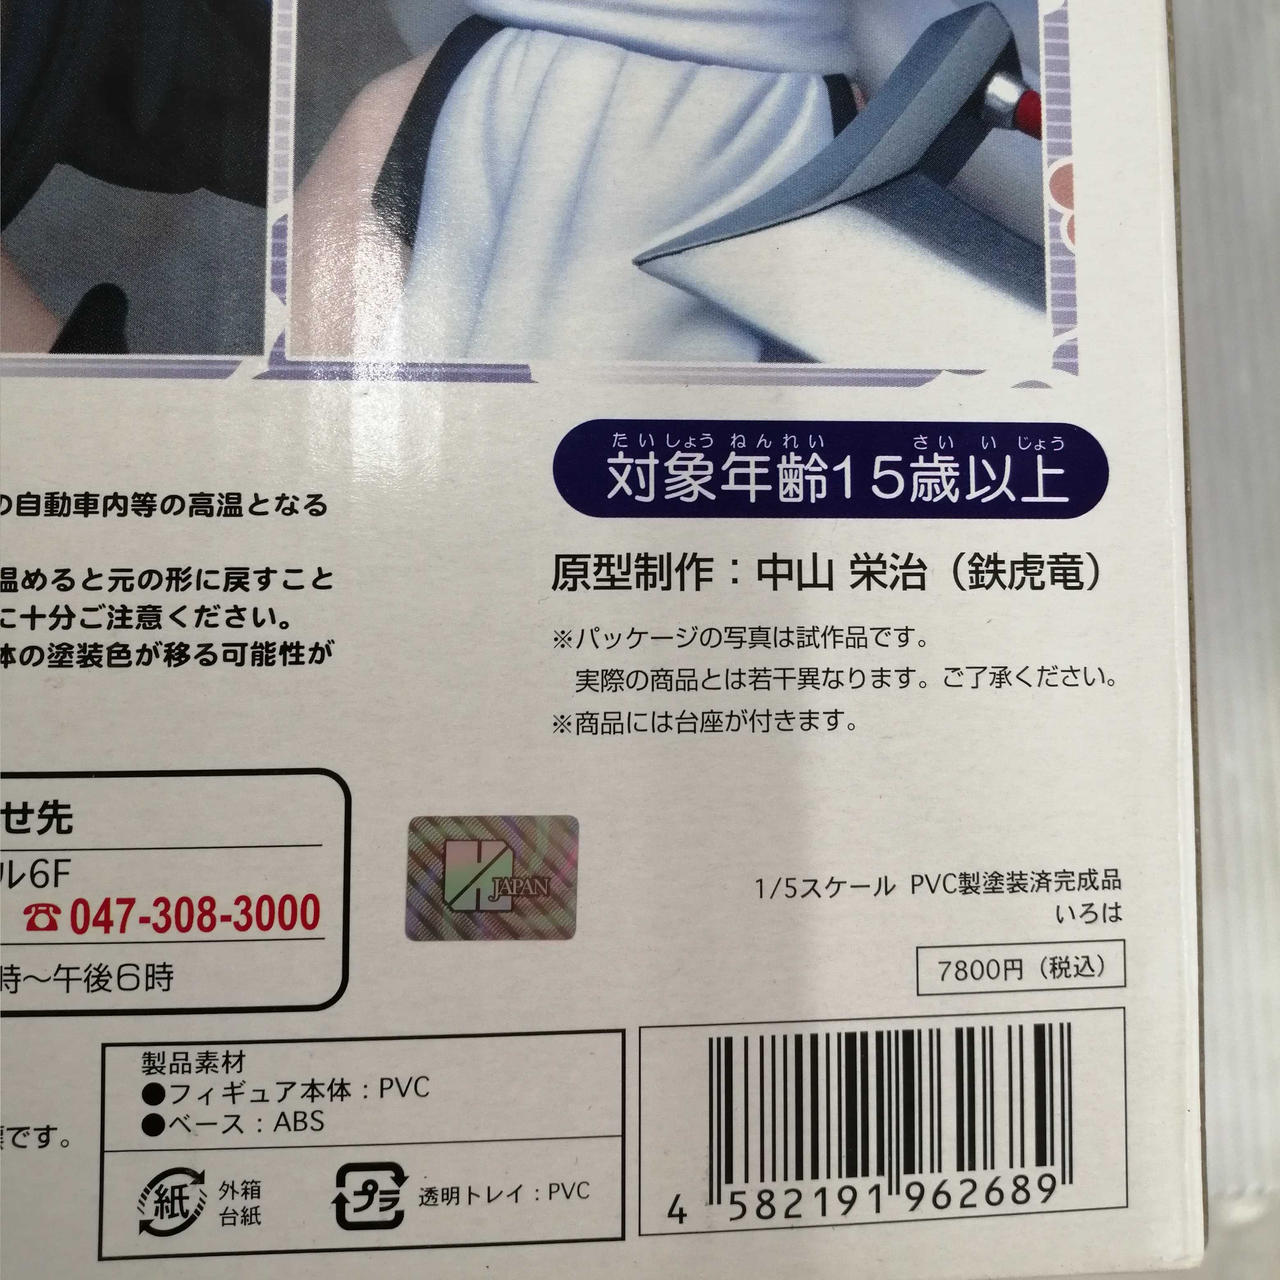 たいしょうねんれい さいいじょう
対象年齢15歳以上
の自動車内等の高温となる
温めると元の形に戻すこと
に十分ご注意ください。
体の塗装色が移る可能性が
原型制作：中山 栄治（鉄虎竜）
※パッケージの写真は試作品です。
実際の商品とは若干異なります。ご了承ください。
※商品には台座が付きます。
せ先
ル6F
☎047-308-3000
時〜午後6時
JAPAN
1/5スケール PVC製塗装済完成品
いろは
7800円（税込）
製品素材
●フィギュア本体：PVC
●ベース：ABS
です。
紙 外箱
台紙
プラ 透明トレイ：PVC
4 582191 962689